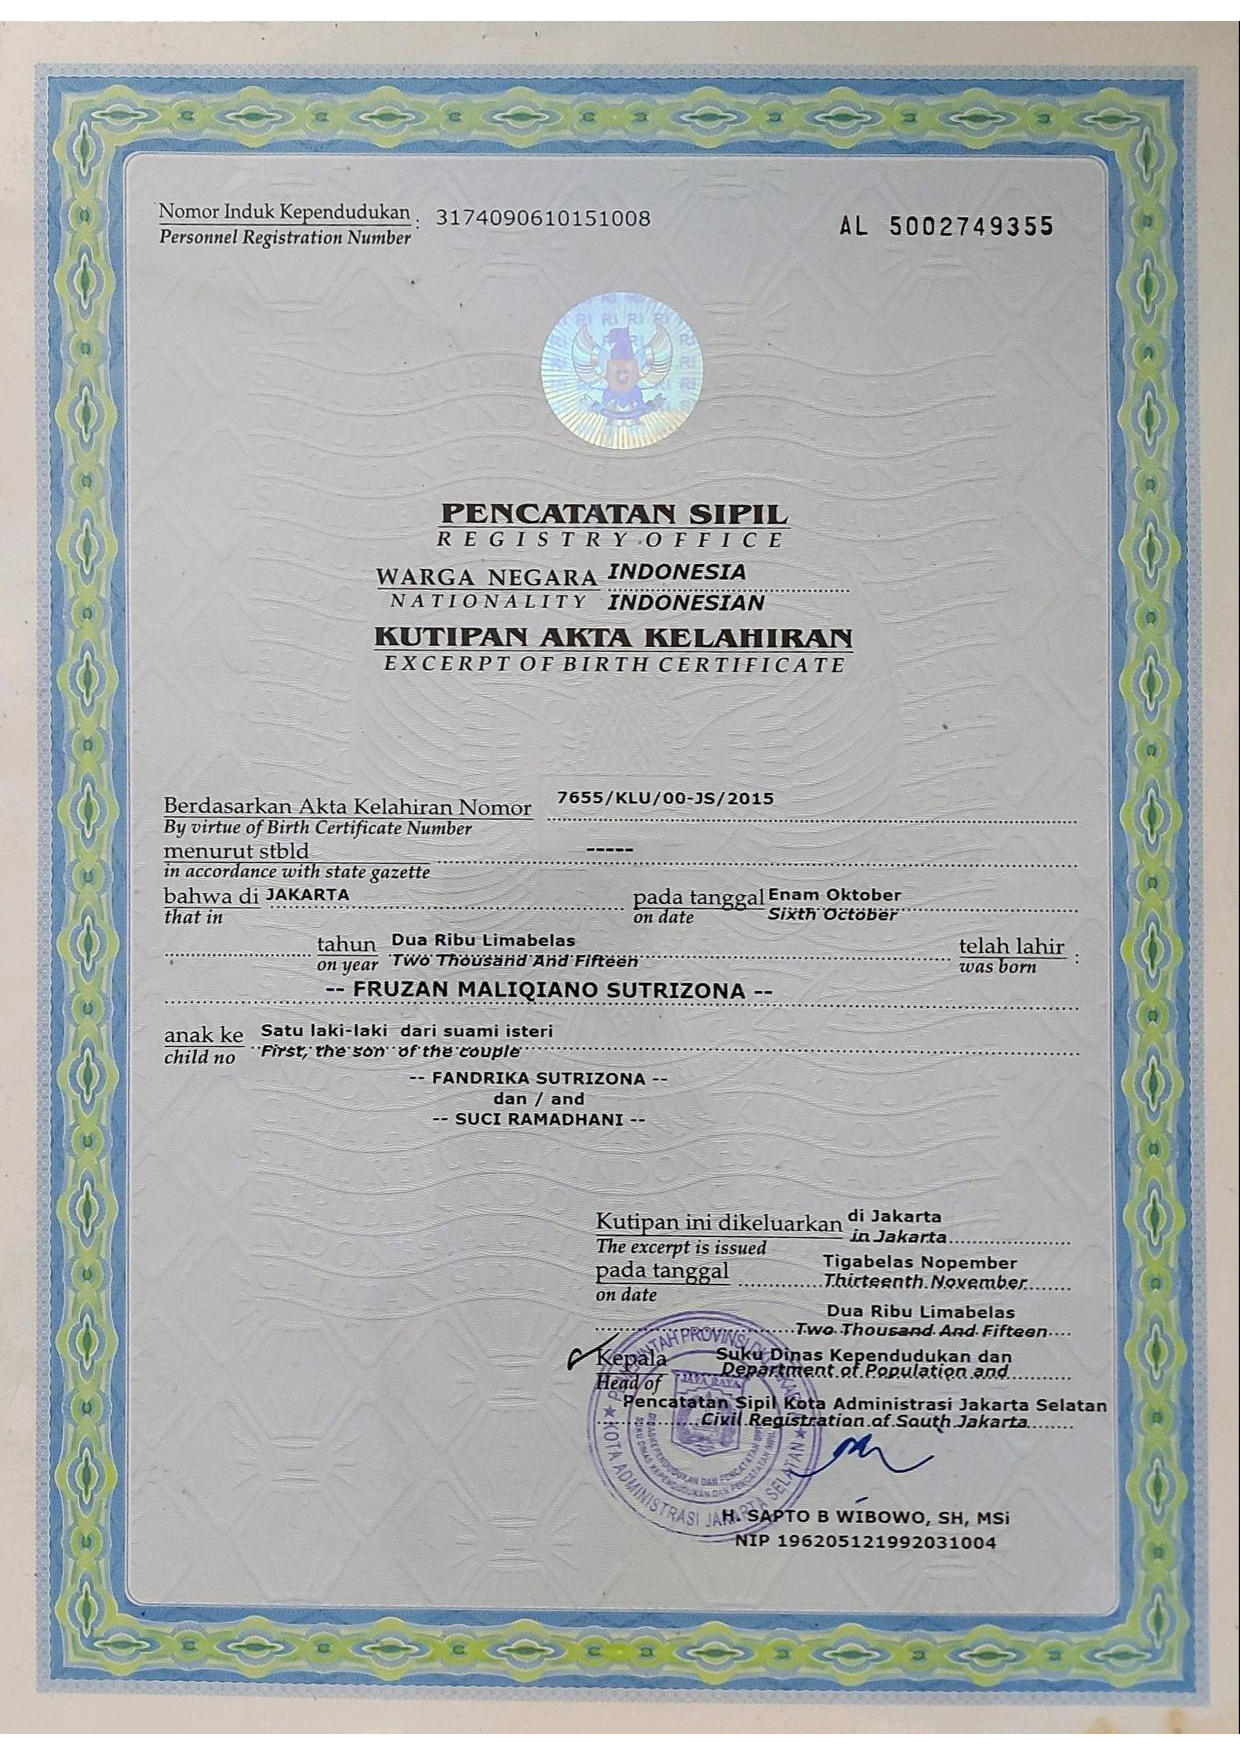 Nomor Induk Kependudukan : 3174090610151008
Personnel Registration Number
AL 5002749355
PENCATATAN SIPIL
REGISTRY OFFICE
WARGA NEGARA INDONESIA
NATIONALITY INDONESIAN
KUTIPAN AKTA KELAHIRAN
EXCERPT OF BIRTH CERTIFICATE
Berdasarkan Akta Kelahiran Nomor 7655/KLU/00-JS/2015
By virtue of Birth Certificate Number
menurut stbld -----
in accordance with state gazette
bahwa di JAKARTA pada tanggal Enam Oktober
that in on date Sixth October
tahun Dua Ribu Limabelas telah lahir :
on year Two Thousand And Fifteen was born
-- FRUZAN MALIQIANO SUTRIZONA --
anak ke Satu laki-laki dari suami isteri
child no First, the son of the couple
-- FANDRIKA SUTRIZONA --
dan / and
-- SUCI RAMADHANI --
Kutipan ini dikeluarkan di Jakarta
The excerpt is issued in Jakarta
pada tanggal Tigabelas Nopember
on date Thirteenth November
Dua Ribu Limabelas
Two Thousand And Fifteen
Kepala Suku Dinas Kependudukan dan
Head of Department of Population and
Pencatatan Sipil Kota Administrasi Jakarta Selatan
Civil Registration of South Jakarta
JAYA RAYA
KOTA ADMINISTRASI JAKARTA SELATAN
H. SAPTO B WIBOWO, SH, MSi
NIP 196205121992031004